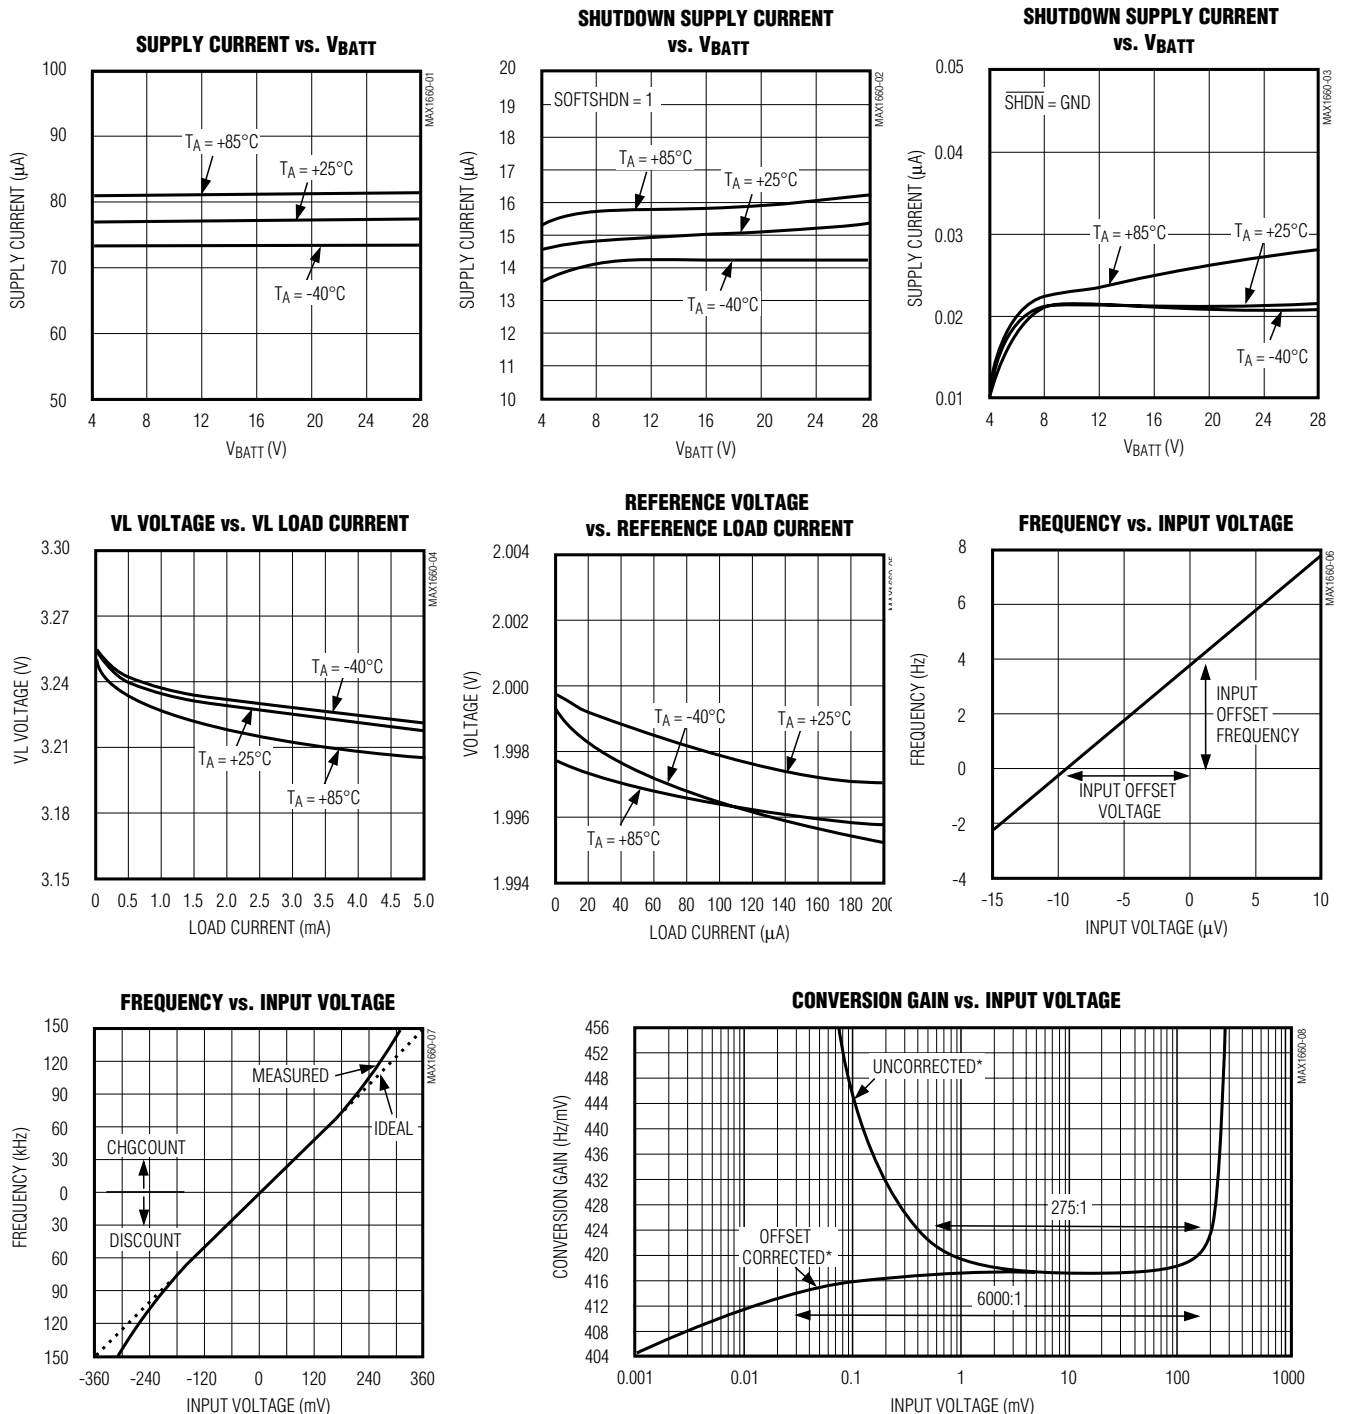 SUPPLY CURRENT vs. VBATT
MAX1660-01
SUPPLY CURRENT (µA)
100
90
80
70
60
50
TA = +85°C
TA = +25°C
TA = -40°C
4 8 12 16 20 24 28
VBATT (V)
SHUTDOWN SUPPLY CURRENT
vs. VBATT
MAX1660-02
SUPPLY CURRENT (µA)
20
19
18
17
16
15
14
13
12
11
10
SOFTSHDN = 1
TA = +85°C
TA = +25°C
TA = -40°C
4 8 12 16 20 24 28
VBATT (V)
SHUTDOWN SUPPLY CURRENT
vs. VBATT
MAX1660-03
SUPPLY CURRENT (µA)
0.05
0.04
0.03
0.02
0.01
SHDN = GND
TA = +85°C
TA = +25°C
TA = -40°C
4 8 12 16 20 24 28
VBATT (V)
VL VOLTAGE vs. VL LOAD CURRENT
MAX1660-04
VL VOLTAGE (V)
3.30
3.27
3.24
3.21
3.18
3.15
TA = -40°C
TA = +25°C
TA = +85°C
0 0.5 1.0 1.5 2.0 2.5 3.0 3.5 4.0 4.5 5.0
LOAD CURRENT (mA)
REFERENCE VOLTAGE
vs. REFERENCE LOAD CURRENT
MAX1660-05
VOLTAGE (V)
2.004
2.002
2.000
1.998
1.996
1.994
TA = -40°C
TA = +25°C
TA = +85°C
0 20 40 60 80 100 120 140 160 180 200
LOAD CURRENT (µA)
FREQUENCY vs. INPUT VOLTAGE
MAX1660-06
FREQUENCY (Hz)
8
6
4
2
0
-2
-4
INPUT
OFFSET
FREQUENCY
INPUT OFFSET
VOLTAGE
-15 -10 -5 0 5 10
INPUT VOLTAGE (µV)
FREQUENCY vs. INPUT VOLTAGE
MAX1660-07
FREQUENCY (kHz)
150
120
90
60
30
0
30
60
90
120
150
MEASURED
IDEAL
CHGCOUNT
DISCOUNT
-360 -240 -120 0 120 240 360
INPUT VOLTAGE (mV)
CONVERSION GAIN vs. INPUT VOLTAGE
MAX1660-08
CONVERSION GAIN (Hz/mV)
456
452
448
444
440
436
432
428
424
420
416
412
408
404
UNCORRECTED*
275:1
OFFSET
CORRECTED*
6000:1
0.001 0.01 0.1 1 10 100 1000
INPUT VOLTAGE (mV)